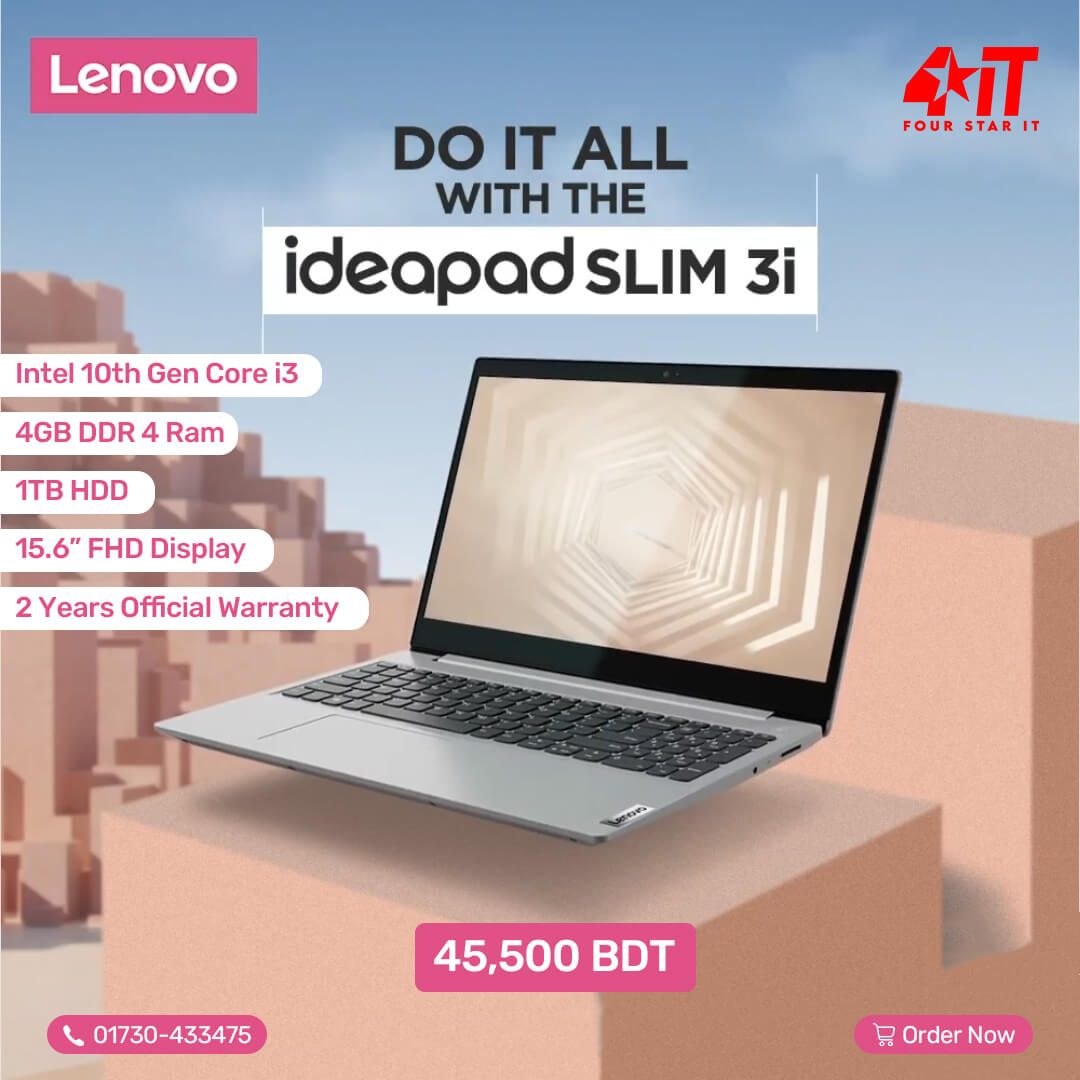 Lenovo
4iT
FOUR STAR IT
DO IT ALL
WITH THE
ideapad SLIM 3i
Intel 10th Gen Core i3
4GB DDR 4 Ram
1TB HDD
15.6” FHD Display
2 Years Official Warranty
Lenovo
45,500 BDT
01730-433475
Order Now